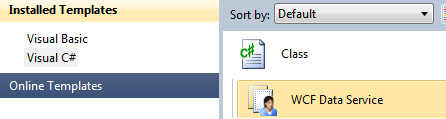 Installed Templates
Visual Basic
Visual C#
Online Templates
Sort by: Default
C#
Class
WCF Data Service